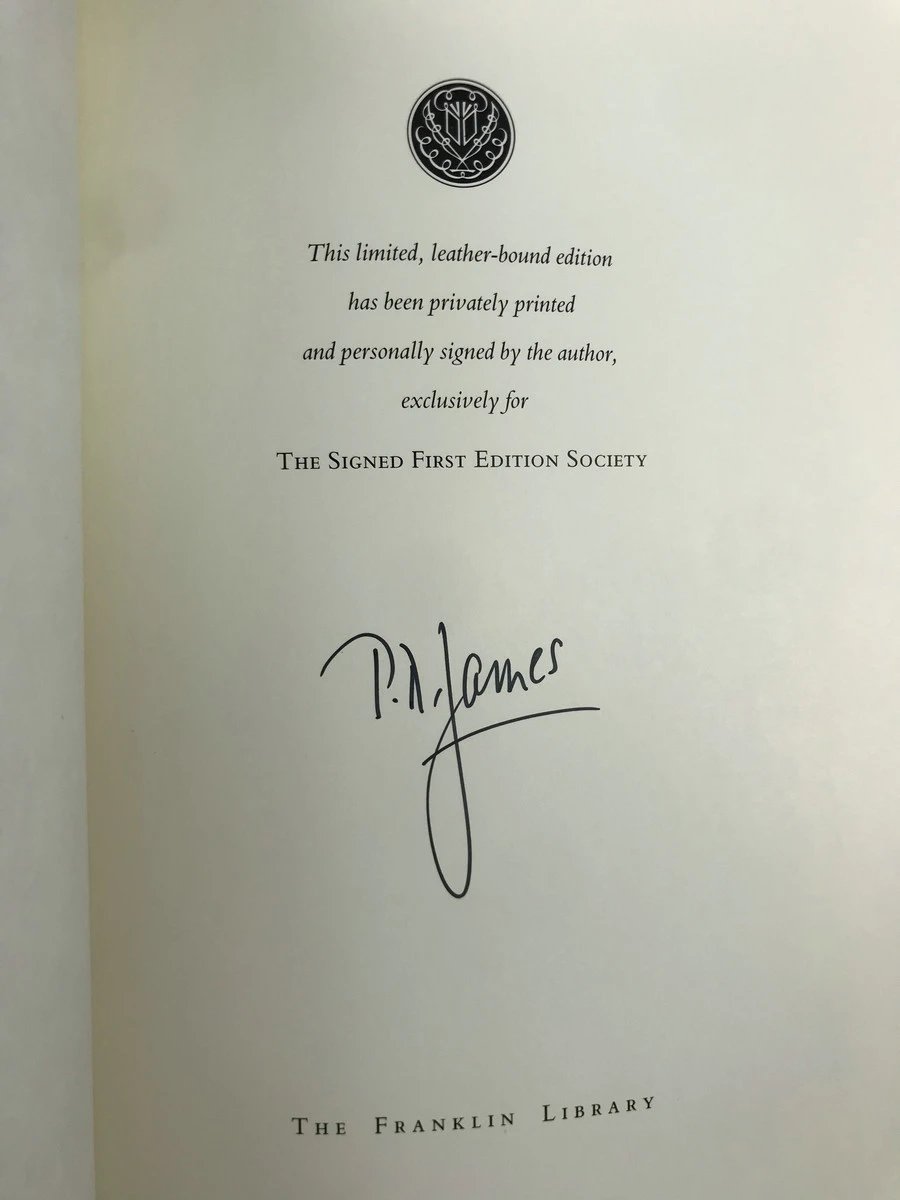 This limited, leather-bound edition
has been privately printed
and personally signed by the author,
exclusively for
THE SIGNED FIRST EDITION SOCIETY
P.D. James
THE FRANKLIN LIBRARY